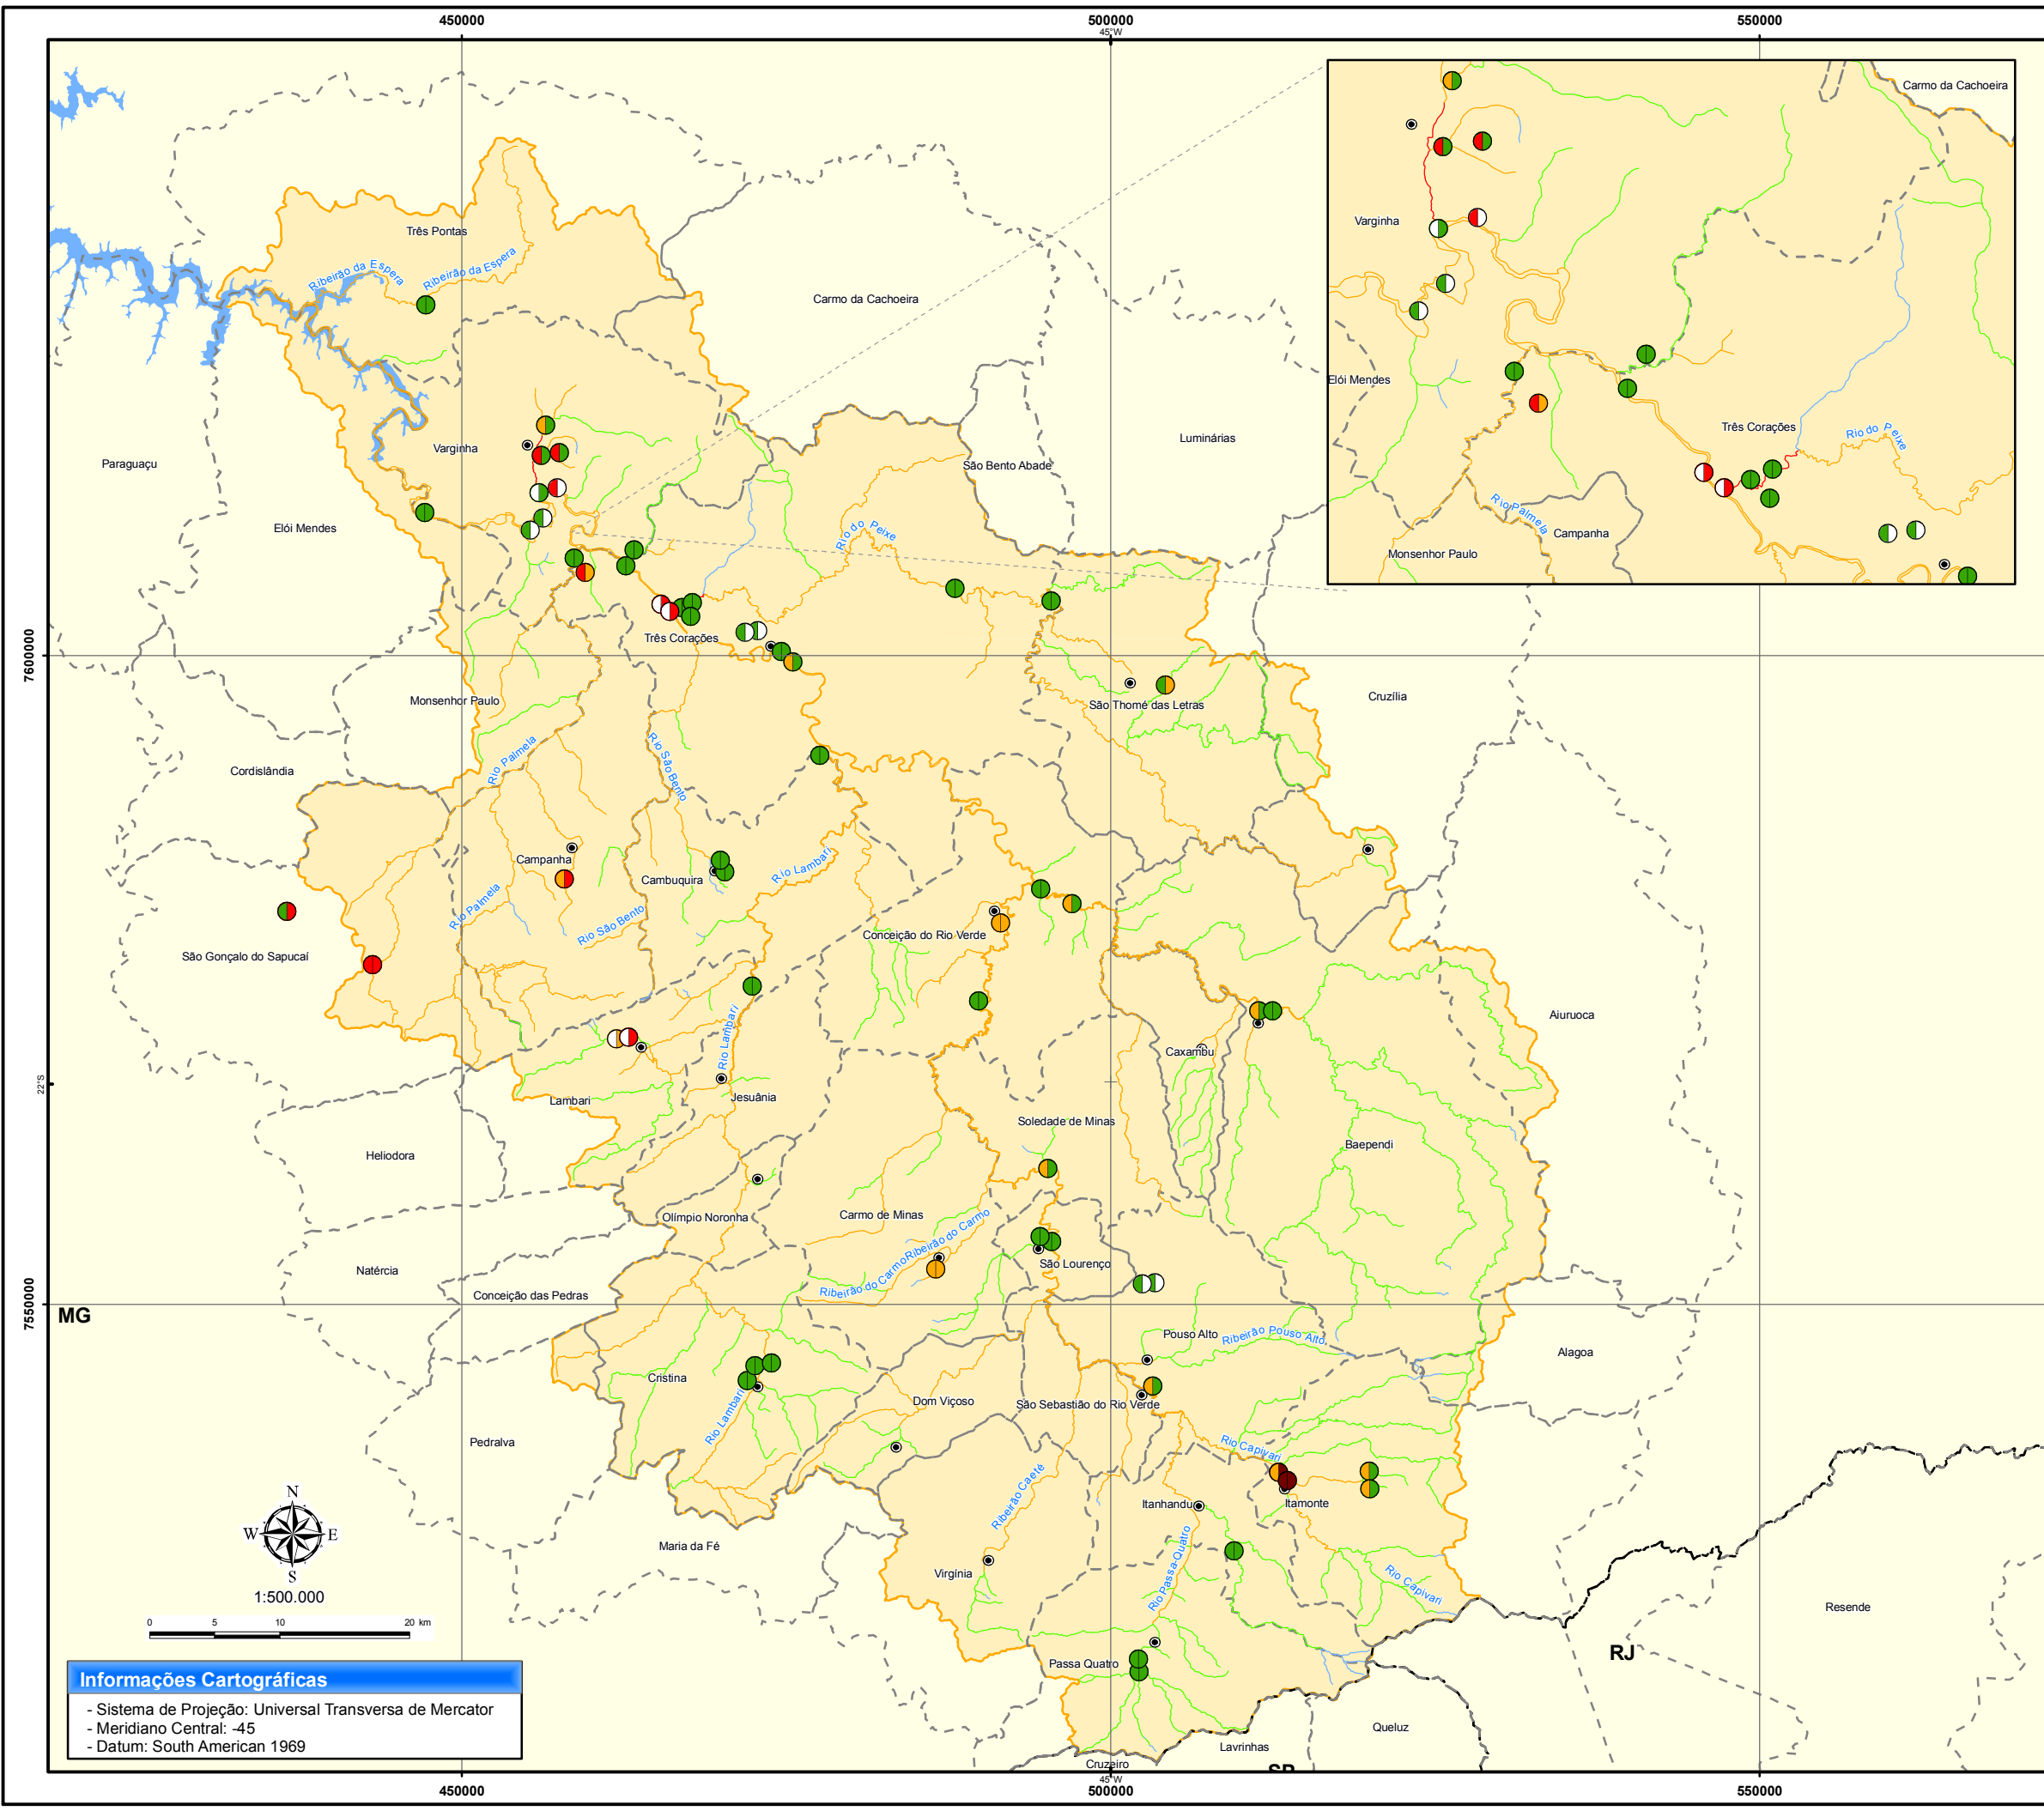 450000
500000
550000
45°W
Carmo da Cachoeira
Varginha
Elói Mendes
Três Corações
Rio do Peixe
Rio Palmela
Campanha
Monsenhor Paulo
Três Pontas
Ribeirão da Espera
Ribeirão da Espera
Carmo da Cachoeira
Luminárias
Varginha
Paraguaçu
São Bento Abade
Elói Mendes
Rio do Peixe
Três Corações
7600000
Cruzília
Monsenhor Paulo
São Thomé das Letras
Rio Palmela
Rio São Bento
Cordislândia
Campanha
Cambuquira
Rio Lambari
Rio Palmela
Rio São Bento
Conceição do Rio Verde
São Gonçalo do Sapucaí
Rio Lambari
Aiuruoca
Caxambu
22°S
Lambari
Jesuânia
Soledade de Minas
Baependi
Heliodora
Olímpio Noronha
Carmo de Minas
Ribeirão do Carmo
Ribeirão do Carmo
São Lourenço
Natércia
Conceição das Pedras
7550000
MG
Pouso Alto
Ribeirão Pouso Alto
Alagoa
Cristina
Rio Lambari
Dom Viçoso
São Sebastião do Rio Verde
Pedralva
Rio Capivari
Ribeirão Caeté
Itanhandu
Itamonte
N
W
E
S
1:500.000
0 5 10 20 km
Maria da Fé
Virgínia
Rio Passa-Quatro
Rio Capivari
Resende
RJ
Passa Quatro
Informações Cartográficas
- Sistema de Projeção: Universal Transversa de Mercator
- Meridiano Central: -45
- Datum: South American 1969
Queluz
Lavrinhas
Cruzeiro
SP
45°W
450000
500000
550000